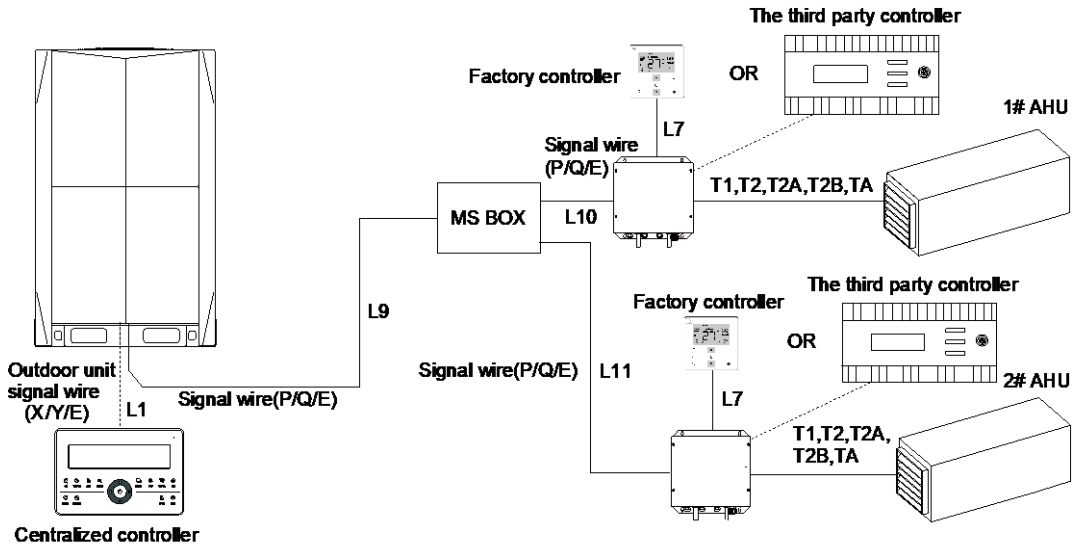 The third party controller
Factory controller
OR
1# AHU
L7
Signal wire
(P/Q/E)
T1,T2,T2A,T2B,TA
MS BOX
L10
The third party controller
Factory controller
L9
OR
Outdoor unit
signal wire
(X/Y/E)
L1
Signal wire(P/Q/E)
Signal wire(P/Q/E)
L11
2# AHU
L7
T1,T2,T2A,
T2B,TA
Centralized controller